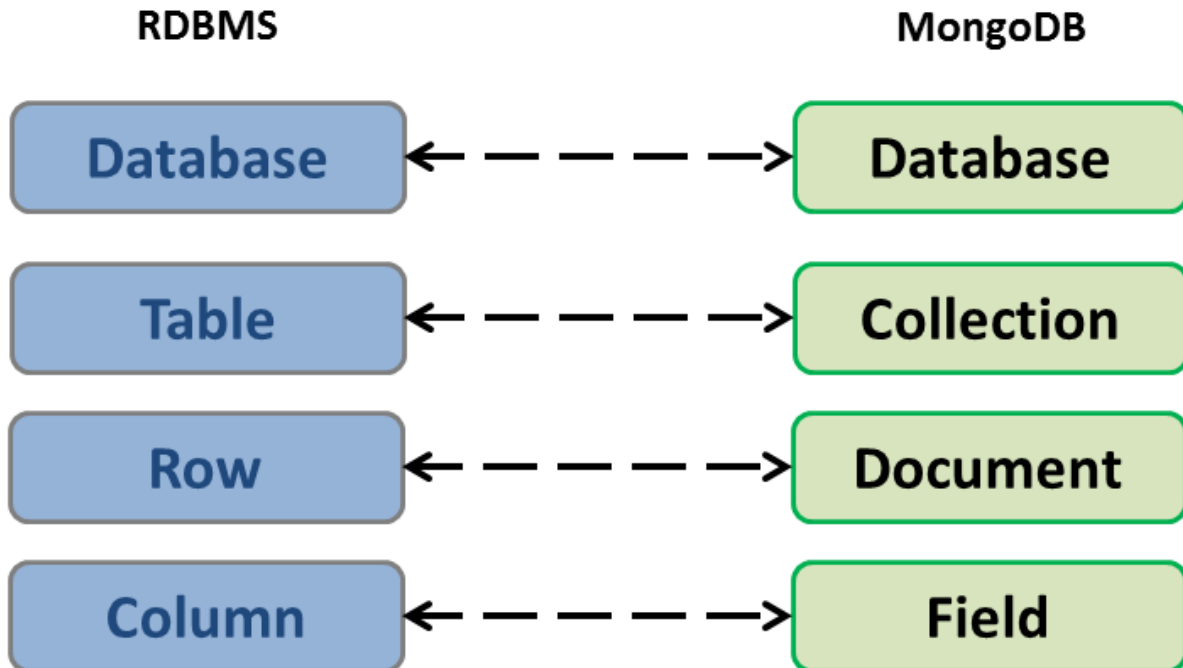 RDBMS MongoDB
Database Database
Table Collection
Row Document
Column Field